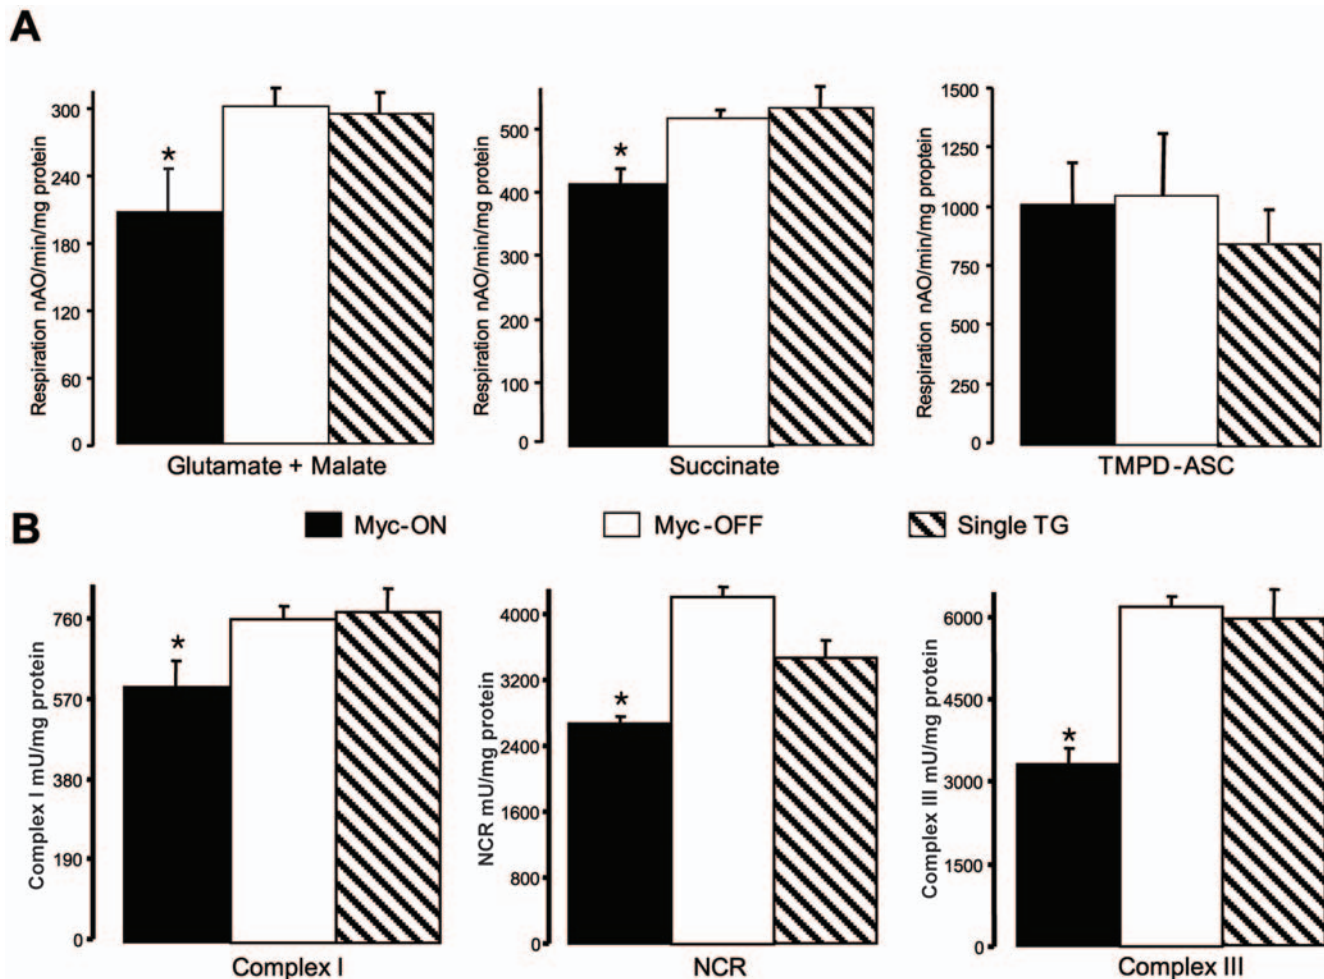 A
Respiration nAO/min/mg protein
300
240
180
120
60
0
*
Glutamate + Malate
Respiration nAO/min/mg protein
500
400
300
200
100
0
*
Succinate
Respiration nAO/min/mg proptein
1500
1250
1000
750
500
250
0
TMPD-ASC
B
Myc-ON
Myc-OFF
Single TG
Complex I mU/mg protein
760
570
380
190
0
*
Complex I
NCR mU/mg protein
4000
3200
2400
1600
800
0
*
NCR
Complex III mU/mg protein
6000
4500
3000
1500
0
*
Complex III